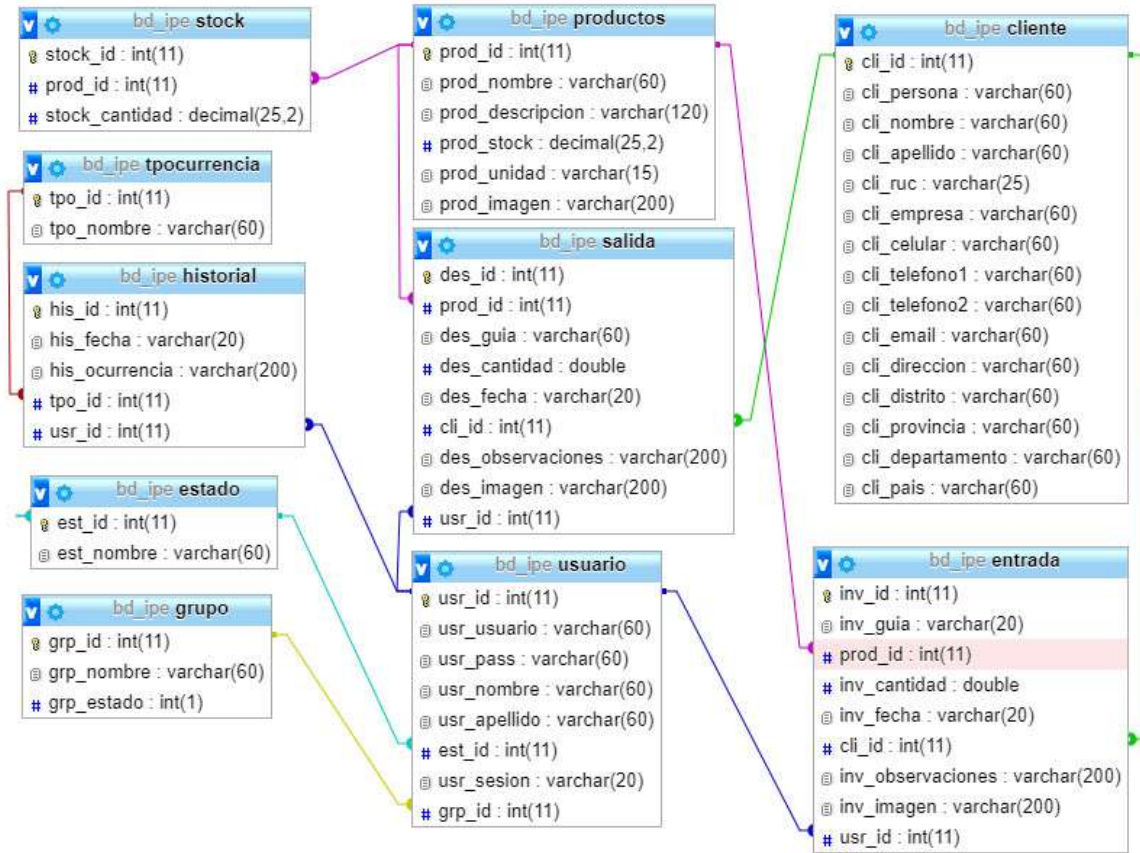 bd_ipe stock
stock_id : int(11)
prod_id : int(11)
stock_cantidad : decimal(25,2)
bd_ipe tpocurrencia
tpo_id : int(11)
tpo_nombre : varchar(60)
bd_ipe historial
his_id : int(11)
his_fecha : varchar(20)
his_ocurrencia : varchar(200)
tpo_id : int(11)
usr_id : int(11)
bd_ipe estado
est_id : int(11)
est_nombre : varchar(60)
bd_ipe grupo
grp_id : int(11)
grp_nombre : varchar(60)
grp_estado : int(1)
bd_ipe productos
prod_id : int(11)
prod_nombre : varchar(60)
prod_descripcion : varchar(120)
prod_stock : decimal(25,2)
prod_unidad : varchar(15)
prod_imagen : varchar(200)
bd_ipe salida
des_id : int(11)
prod_id : int(11)
des_guia : varchar(60)
des_cantidad : double
des_fecha : varchar(20)
cli_id : int(11)
des_observaciones : varchar(200)
des_imagen : varchar(200)
usr_id : int(11)
bd_ipe usuario
usr_id : int(11)
usr_usuario : varchar(60)
usr_pass : varchar(60)
usr_nombre : varchar(60)
usr_apellido : varchar(60)
est_id : int(11)
usr_sesion : varchar(20)
grp_id : int(11)
bd_ipe cliente
cli_id : int(11)
cli_persona : varchar(60)
cli_nombre : varchar(60)
cli_apellido : varchar(60)
cli_ruc : varchar(25)
cli_empresa : varchar(60)
cli_celular : varchar(60)
cli_telefono1 : varchar(60)
cli_telefono2 : varchar(60)
cli_email : varchar(60)
cli_direccion : varchar(60)
cli_distrito : varchar(60)
cli_provincia : varchar(60)
cli_departamento : varchar(60)
cli_pais : varchar(60)
bd_ipe entrada
inv_id : int(11)
inv_guia : varchar(20)
prod_id : int(11)
inv_cantidad : double
inv_fecha : varchar(20)
cli_id : int(11)
inv_observaciones : varchar(200)
inv_imagen : varchar(200)
usr_id : int(11)